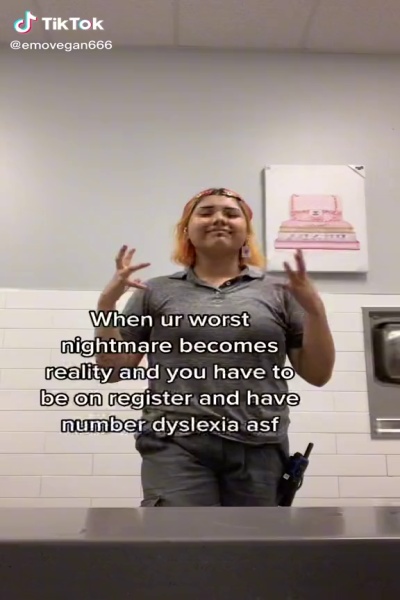 TikTok
@emovegan666
When ur worst
nightmare becomes
reality and you have to
be on register and have
number dyslexia asf